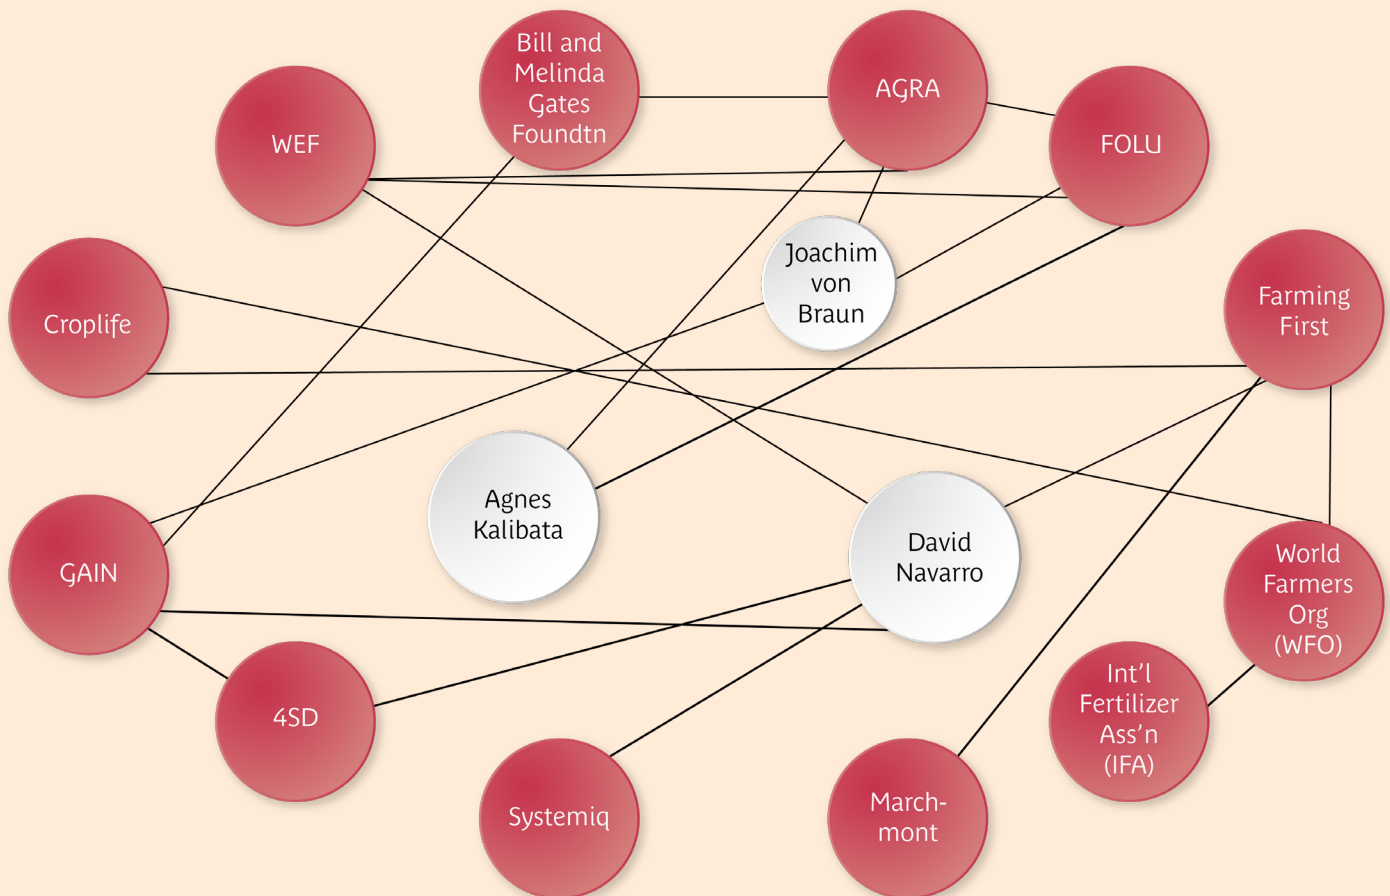 Bill and
Melinda
Gates
Foundtn
AGRA
WEF
FOLU
Joachim
von
Braun
Farming
First
Croplife
Agnes
Kalibata
David
Navarro
GAIN
World
Farmers
Org
(WFO)
Int’l
Fertilizer
Ass’n
(IFA)
4SD
Systemiq
March-
mont